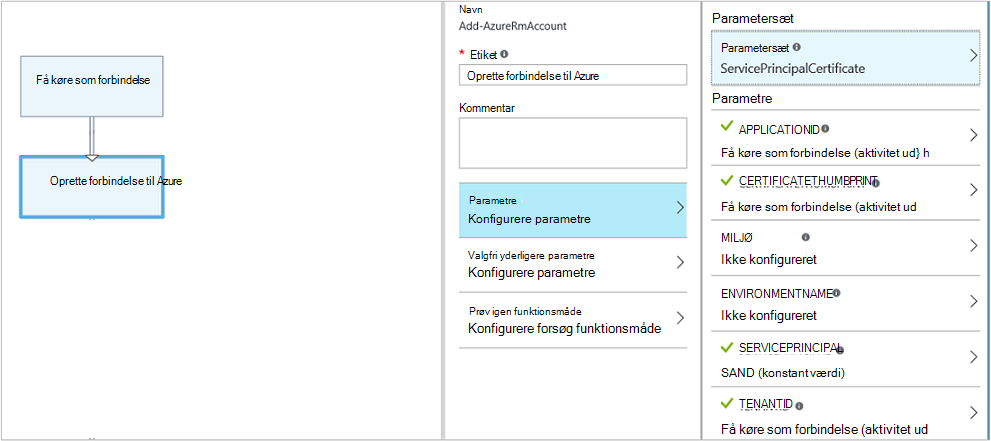 Få køre som forbindelse
Oprette forbindelse til Azure
Navn
Add-AzureRmAccount
* Etiket
Oprette forbindelse til Azure
Kommentar
Parametre
Konfigurere parametre
Valgfri yderligere parametre
Konfigurere parametre
Prøv igen funktionsmåde
Konfigurere forsøg funktionsmåde
Parametersæt
Parametersæt
ServicePrincipalCertificate
Parametre
APPLICATIONID
Få køre som forbindelse (aktivitet ud} h
CERTIFICATETHUMBPRINT
Få køre som forbindelse (aktivitet ud
MILJØ
Ikke konfigureret
ENVIRONMENTNAME
Ikke konfigureret
SERVICEPRINCIPAL
SAND (konstant værdi)
TENANTID
Få køre som forbindelse (aktivitet ud